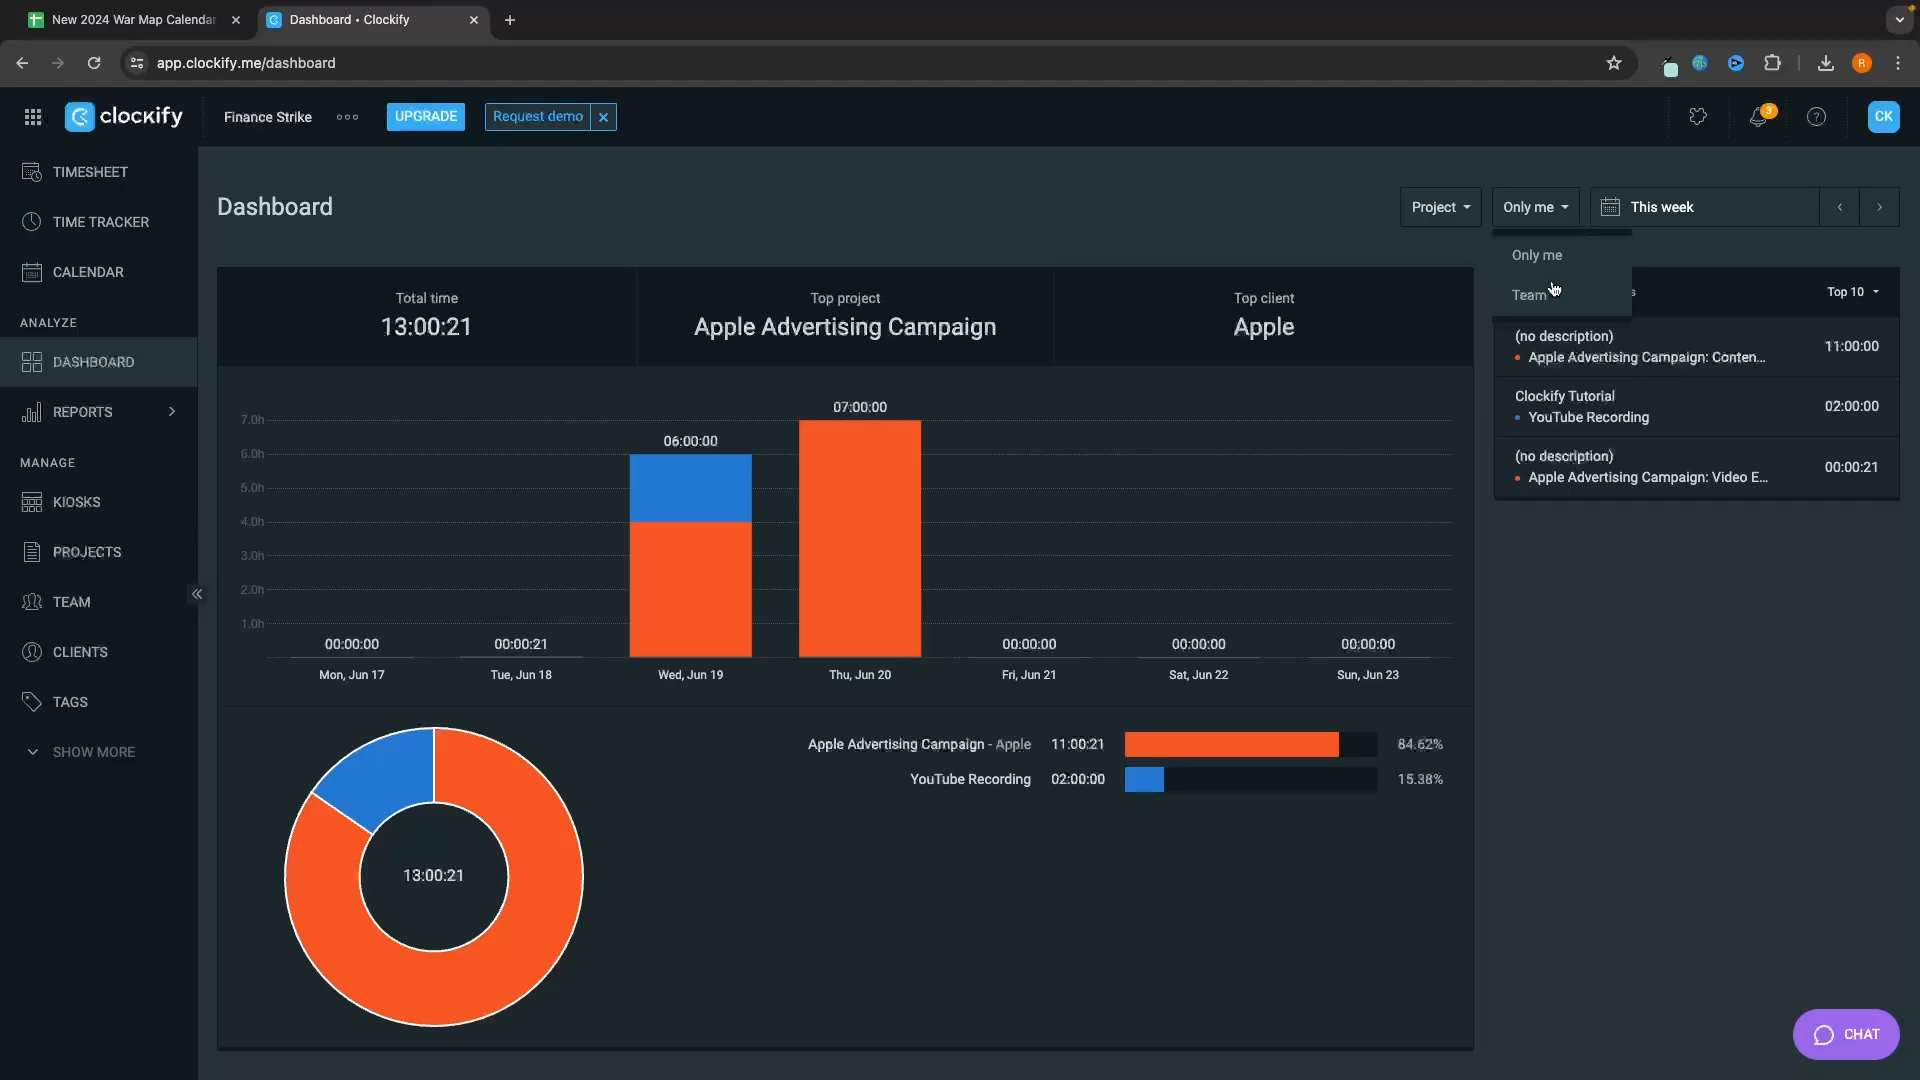 New 2024 War Map Calendar
Dashboard • Clockify
app.clockify.me/dashboard
R
clockify
Finance Strike
UPGRADE
Request demo
3
CK
TIMESHEET
TIME TRACKER
CALENDAR
ANALYZE
DASHBOARD
REPORTS
MANAGE
KIOSKS
PROJECTS
TEAM
CLIENTS
TAGS
SHOW MORE
Dashboard
Project
Only me
This week
Only me
Team
Top 10
Total time
13:00:21
Top project
Apple Advertising Campaign
Top client
Apple
(no description)
Apple Advertising Campaign: Conten...
11:00:00
Clockify Tutorial
YouTube Recording
02:00:00
(no description)
Apple Advertising Campaign: Video E...
00:00:21
7.0h
6.0h
5.0h
4.0h
3.0h
2.0h
1.0h
00:00:00
00:00:21
06:00:00
07:00:00
00:00:00
00:00:00
00:00:00
Mon, Jun 17
Tue, Jun 18
Wed, Jun 19
Thu, Jun 20
Fri, Jun 21
Sat, Jun 22
Sun, Jun 23
13:00:21
Apple Advertising Campaign - Apple 11:00:21 84.62%
YouTube Recording 02:00:00 15.38%
CHAT